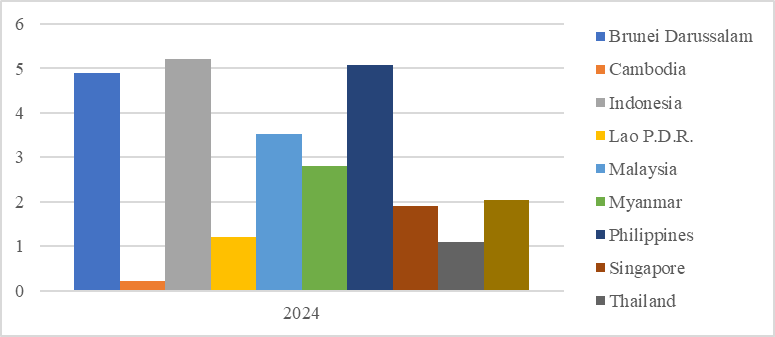 6
5
4
3
2
1
0
2024
Brunei Darussalam
Cambodia
Indonesia
Lao P.D.R.
Malaysia
Myanmar
Philippines
Singapore
Thailand